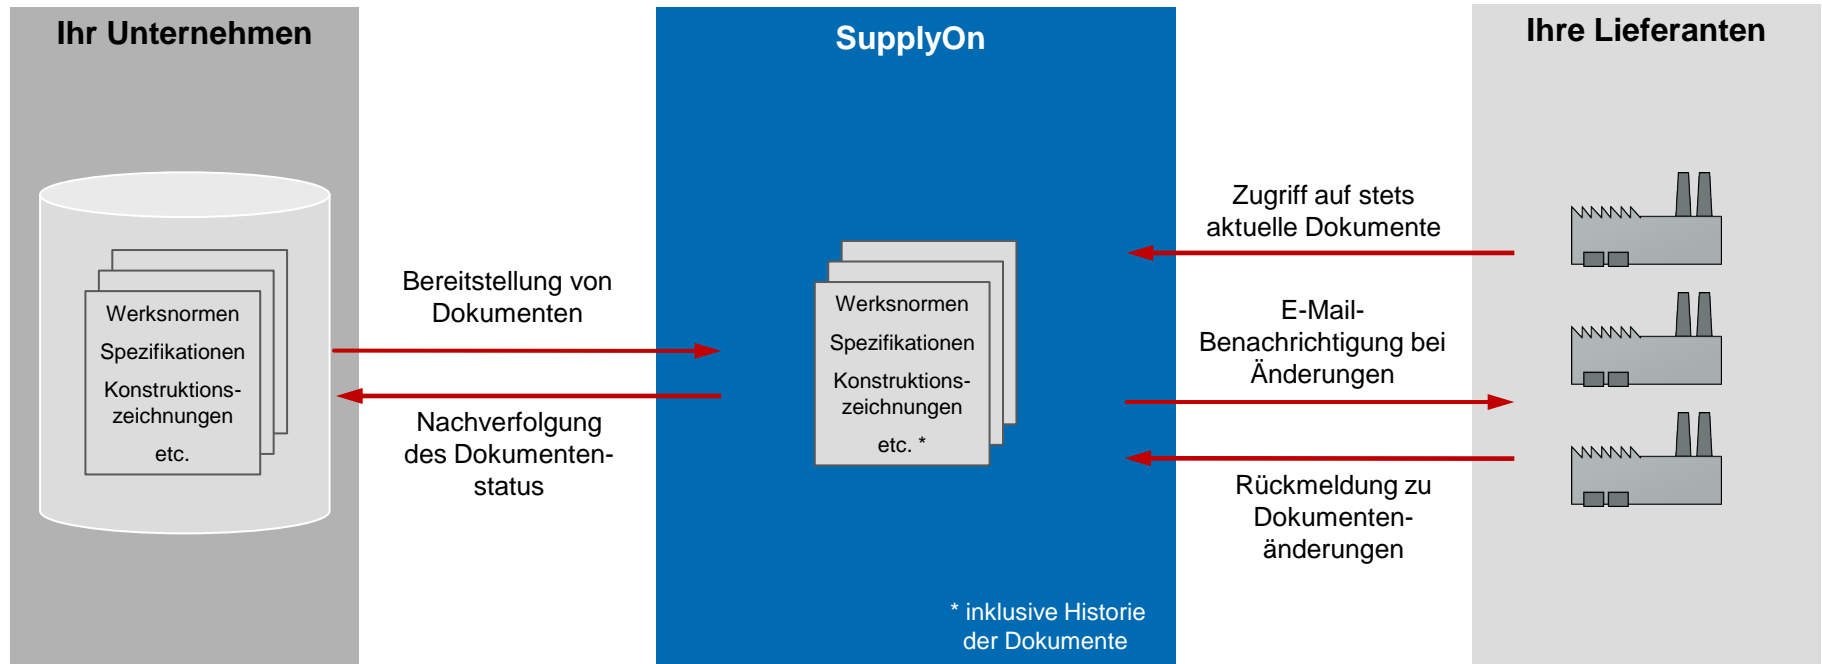 Ihr Unternehmen
SupplyOn
Ihre Lieferanten
Werksnormen
Spezifikationen
Konstruktions-
zeichnungen
etc.
Bereitstellung von
Dokumenten
Nachverfolgung
des Dokumenten-
status
Werksnormen
Spezifikationen
Konstruktions-
zeichnungen
etc. *
* inklusive Historie
der Dokumente
Zugriff auf stets
aktuelle Dokumente
E-Mail-
Benachrichtigung bei
Änderungen
Rückmeldung zu
Dokumenten-
änderungen